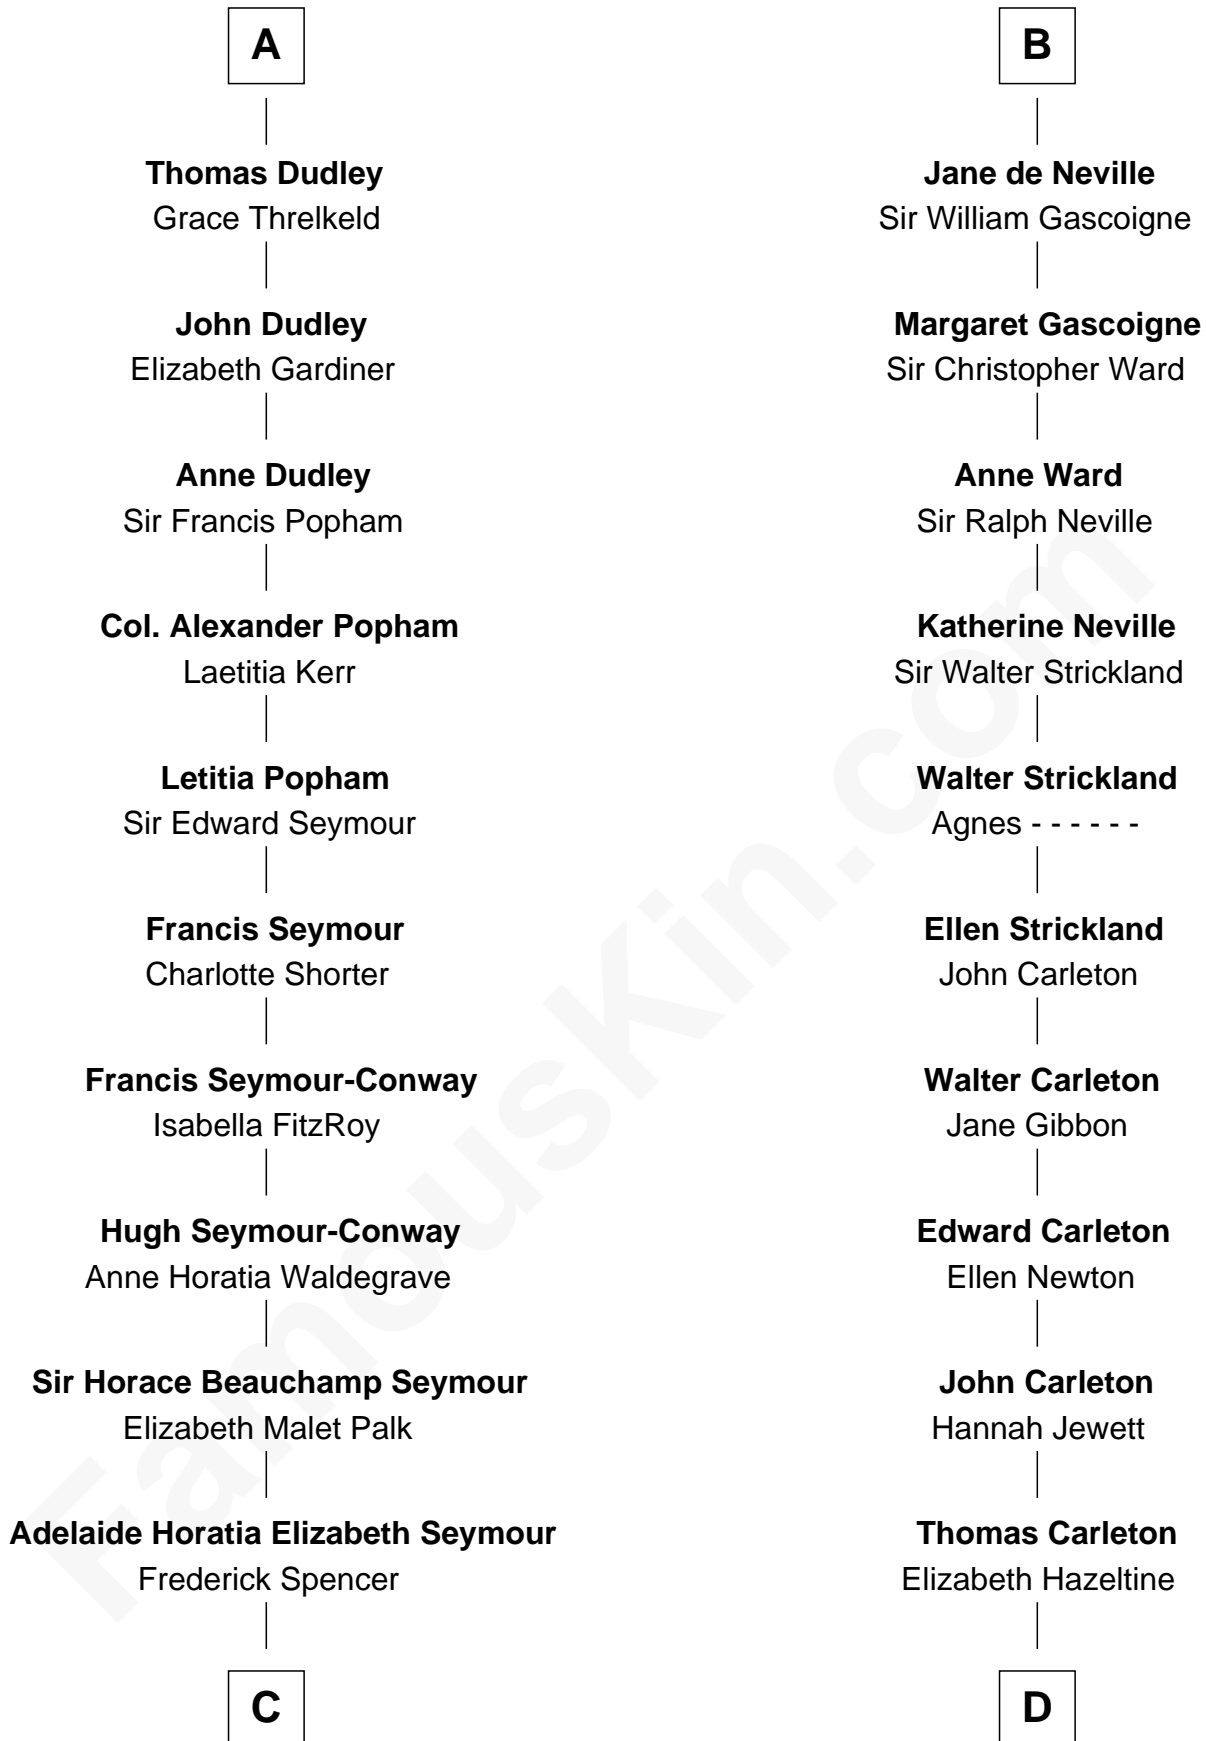 A
Thomas Dudley
Grace Threlkeld
John Dudley
Elizabeth Gardiner
Anne Dudley
Sir Francis Popham
Col. Alexander Popham
Laetitia Kerr
Letitia Popham
Sir Edward Seymour
Francis Seymour
Charlotte Shorter
Francis Seymour-Conway
Isabella FitzRoy
Hugh Seymour-Conway
Anne Horatia Waldegrave
Sir Horace Beauchamp Seymour
Elizabeth Malet Palk
Adelaide Horatia Elizabeth Seymour
Frederick Spencer
C
B
Jane de Neville
Sir William Gascoigne
Margaret Gascoigne
Sir Christopher Ward
Anne Ward
Sir Ralph Neville
Katherine Neville
Sir Walter Strickland
Walter Strickland
Agnes - - - - - -
Ellen Strickland
John Carleton
Walter Carleton
Jane Gibbon
Edward Carleton
Ellen Newton
John Carleton
Hannah Jewett
Thomas Carleton
Elizabeth Hazeltine
D
FamousKin.com